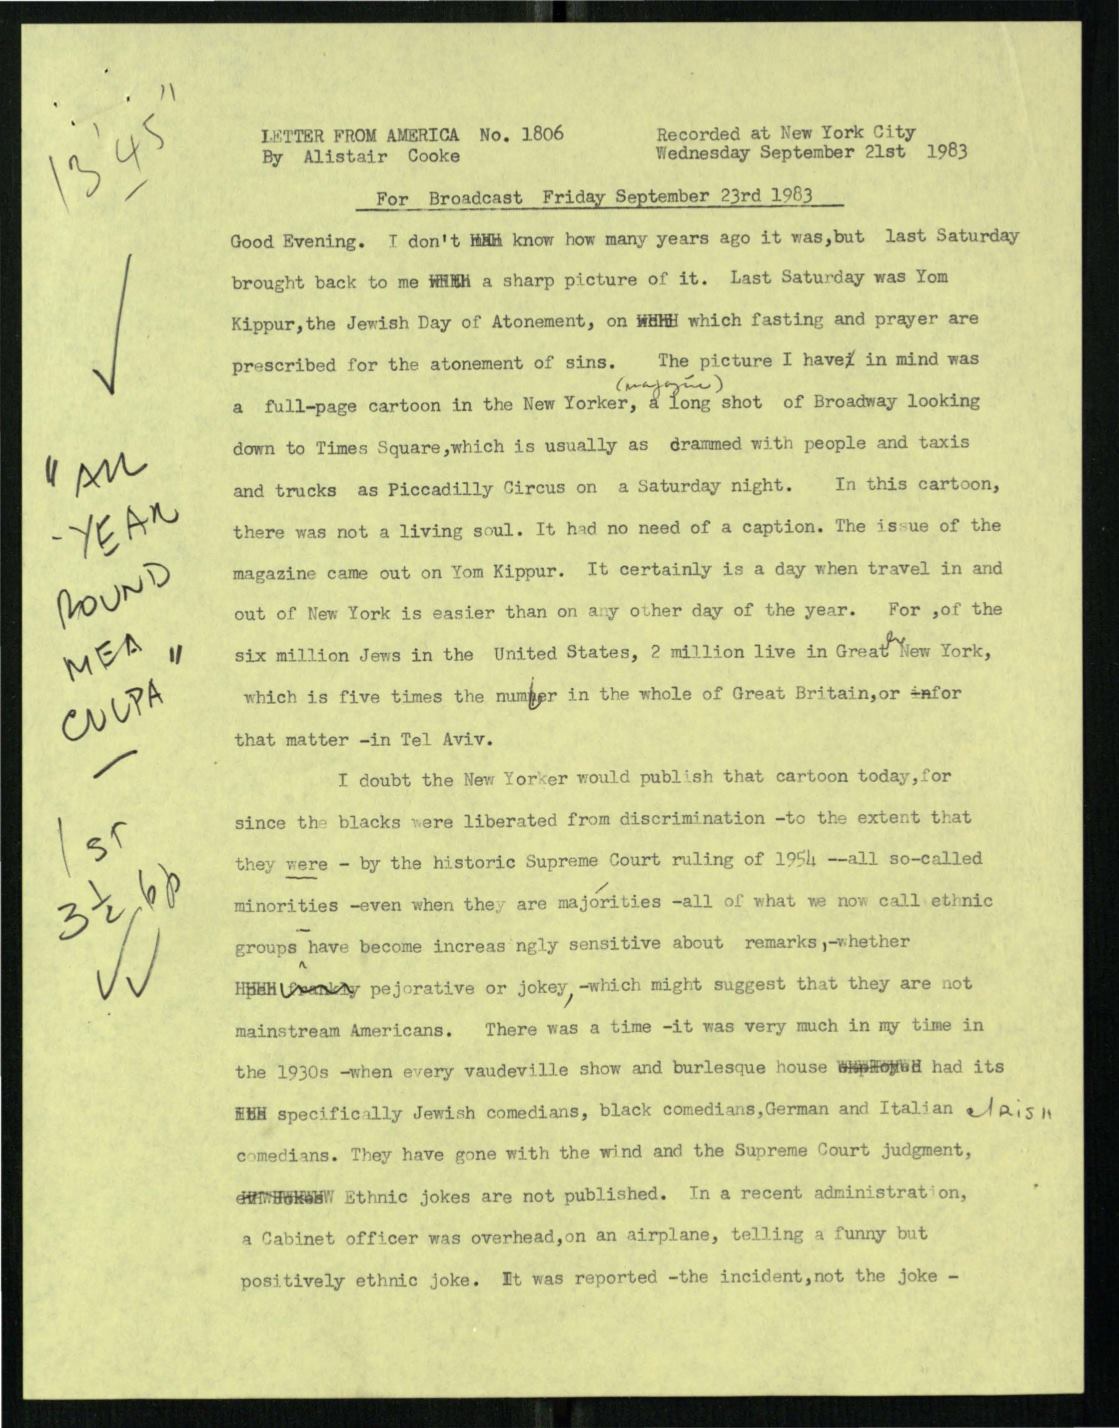 13'45"
LETTER FROM AMERICA No. 1806
By Alistair Cooke
Recorded at New York City
Wednesday September 21st 1983
For Broadcast Friday September 23rd 1983
Good Evening. I don't know how many years ago it was,but last Saturday
brought back to me a sharp picture of it. Last Saturday was Yom
Kippur,the Jewish Day of Atonement, on which fasting and prayer are
prescribed for the atonement of sins. The picture I have in mind was
(magazine)
a full-page cartoon in the New Yorker, a long shot of Broadway looking
down to Times Square,which is usually as drammed with people and taxis
and trucks as Piccadilly Circus on a Saturday night. In this cartoon,
there was not a living soul. It had no need of a caption. The issue of the
magazine came out on Yom Kippur. It certainly is a day when travel in and
out of New York is easier than on any other day of the year. For ,of the
six million Jews in the United States, 2 million live in Greater New York,
which is five times the number in the whole of Great Britain,or for
that matter -in Tel Aviv.
I doubt the New Yorker would publish that cartoon today,for
since the blacks were liberated from discrimination -to the extent that
they were - by the historic Supreme Court ruling of 1954 --all so-called
minorities -even when they are majorities -all of what we now call ethnic
groups - have become increasingly sensitive about remarks,-whether
pejorative or jokey,-which might suggest that they are not
mainstream Americans. There was a time -it was very much in my time in
the 1930s -when every vaudeville show and burlesque house had its
specifically Jewish comedians, black comedians,German and Italian & Irish
comedians. They have gone with the wind and the Supreme Court judgment,
Ethnic jokes are not published. In a recent administration,
a Cabinet officer was overhead,on an airplane, telling a funny but
positively ethnic joke. It was reported -the incident,not the joke -
"ALL
-YEAR
ROUND
MEA
CULPA"
1st
3½